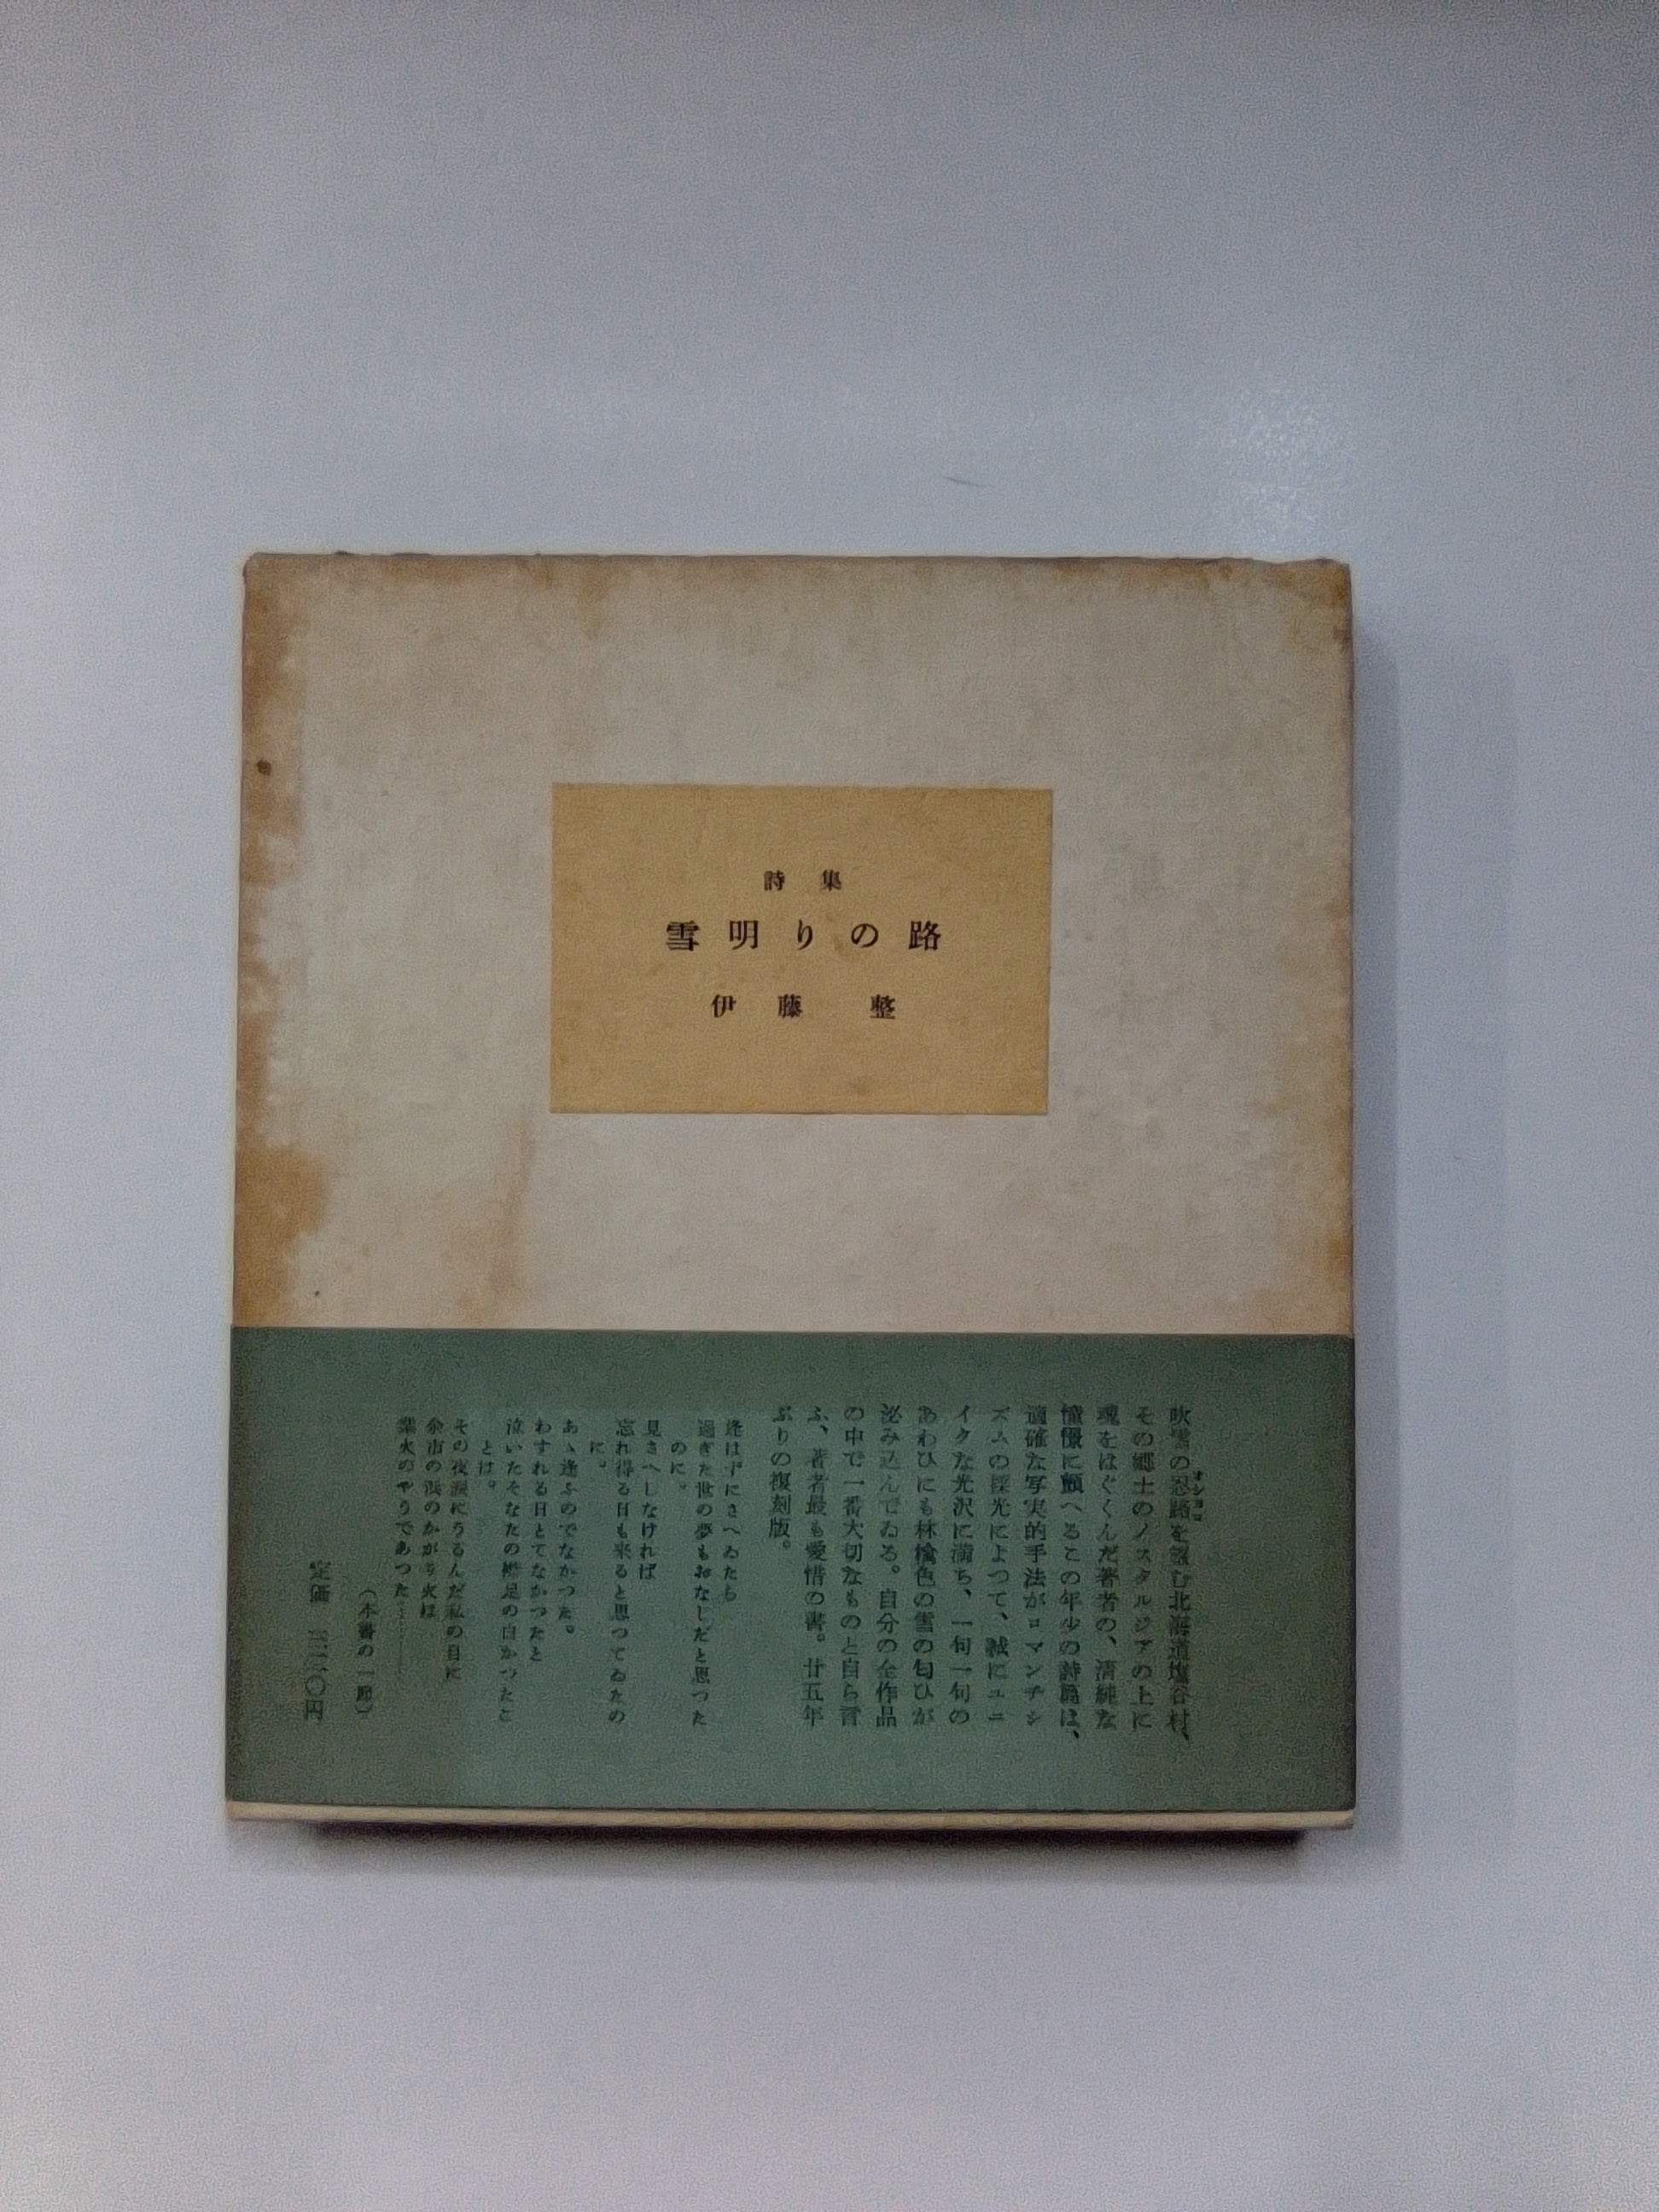 詩集
雪明りの路
伊藤 整
吹雪の忍路を望む北海道塩谷村、
オショロ
その郷土のノスタルジアの上に
魂をはぐくんだ著者の、清純な
憧憬に顫へるこの年少の詩篇は、
適確な写実的手法がロマンチシ
ズムの採光によつて、誠にユニ
イクな光沢に満ち、一句一句の
あわひにも林檎色の雪の匂ひが
泌み込んでゐる。自分の全作品
の中で一番大切なものと自ら言
ふ、著者最も愛惜の書。廿五年
ぶりの復刻版。
逢はずにさへゐたら
過ぎた世の夢もおなじだと思つた
のに。
見さへしなければ
忘れ得る日も来ると思つてゐたの
に。
あゝ逢ふのでなかつた。
わすれる日とてなかつたと
泣いたそなたの襟足の白かつたこ
とは。
その夜涙にうるんだ私の目に
余市の浜のかがり火は
業火のやうであつた……
（本書の一節）
定価 円